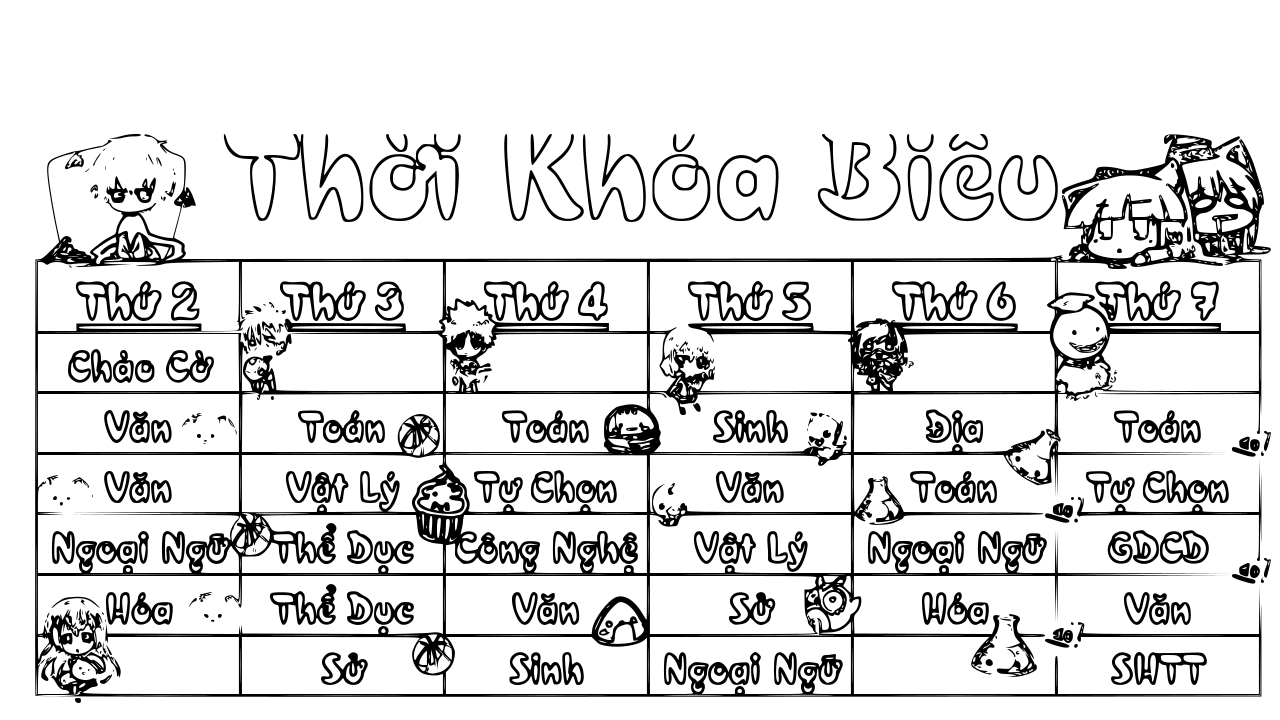 Thời Khóa Biểu
Thứ 2 Thứ 3 Thứ 4 Thứ 5 Thứ 6 Thứ 7
Chào Cờ
Văn Toán Toán Sinh Địa Toán
Văn Vật Lý Tự Chọn Văn Toán Tự Chọn
Ngoại Ngữ Thể Dục Công Nghệ Vật Lý Ngoại Ngữ GDCD
Hóa Thể Dục Văn Sử Hóa Văn
Sử Sinh Ngoại Ngữ SHTT